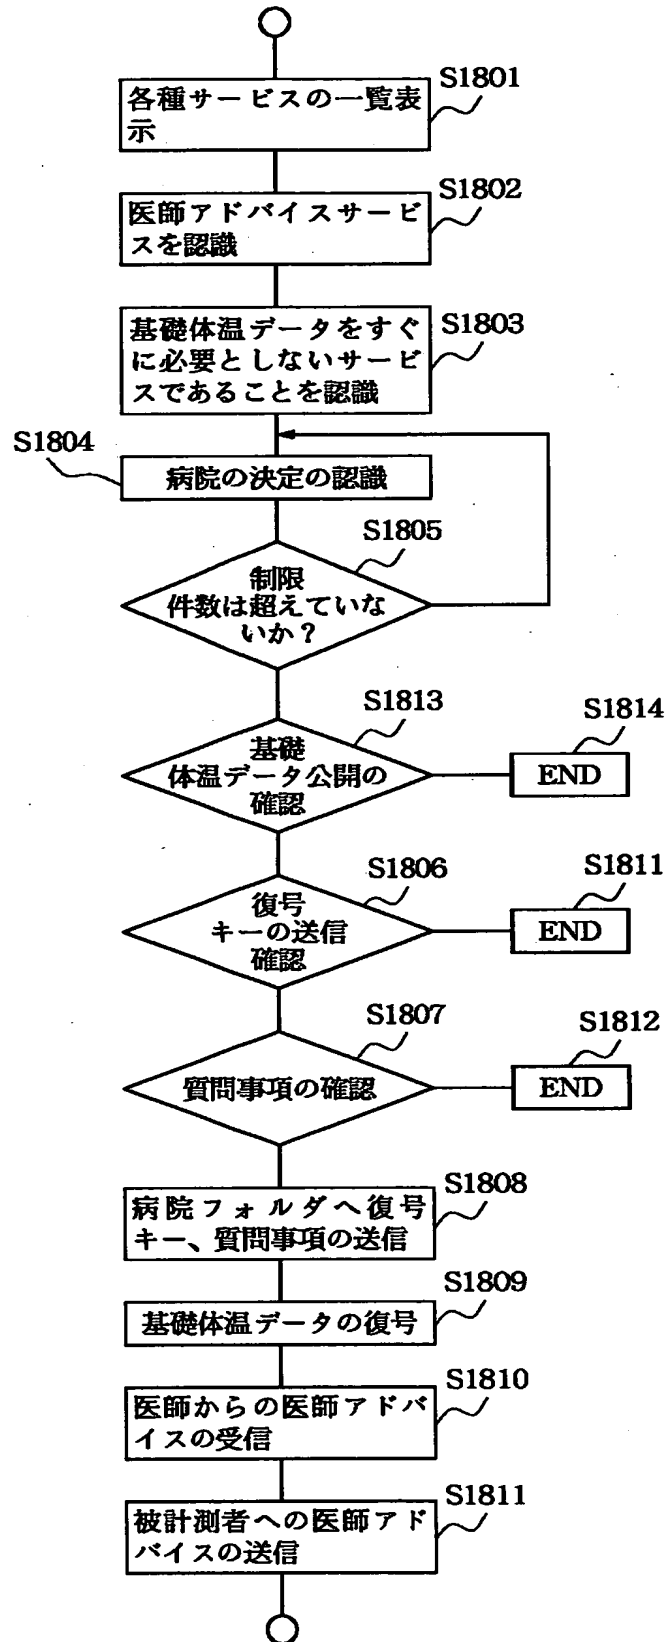 S1801
各種サービスの一覧表
示
S1802
医師アドバイスサービ
スを認識
S1803
基礎体温データをすぐ
に必要としないサービ
スであることを認識
S1804
病院の決定の認識
S1805
制限
件数は超えていな
いか？
S1813
基礎
体温データ公開の
確認
S1814
END
S1806
復号
キーの送信
確認
S1811
END
S1807
質問事項の確認
S1812
END
S1808
病院フォルダへ復号
キー、質問事項の送信
S1809
基礎体温データの復号
S1810
医師からの医師アドバ
イスの受信
S1811
被計測者への医師アド
バイスの送信